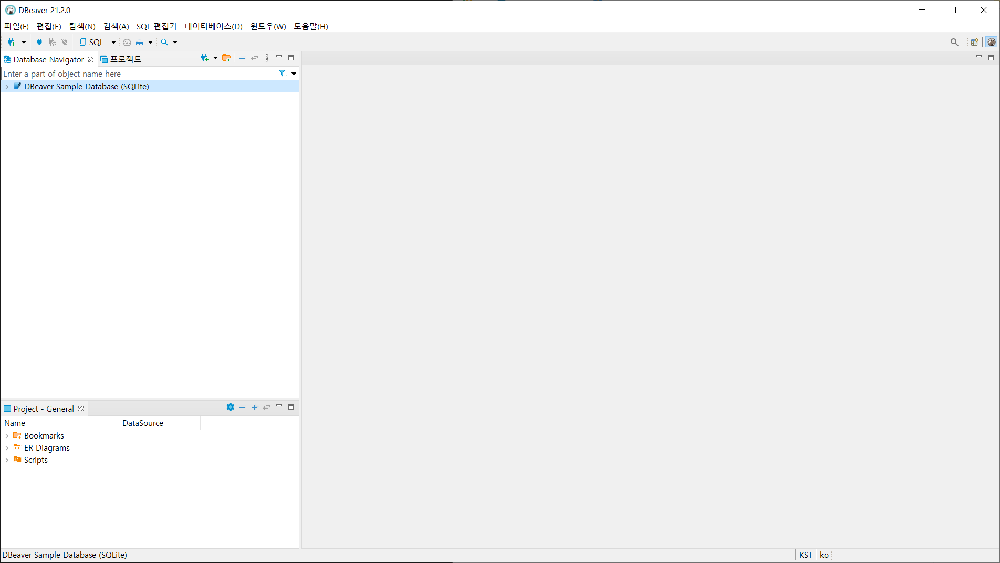 DBeaver 21.2.0
파일(F) 편집(E) 탐색(N) 검색(A) SQL 편집기 데이터베이스(D) 윈도우(W) 도움말(H)
SQL
Database Navigator 프로젝트
Enter a part of object name here
DBeaver Sample Database (SQLite)
Project - General
Name DataSource
Bookmarks
ER Diagrams
Scripts
DBeaver Sample Database (SQLite) KST ko